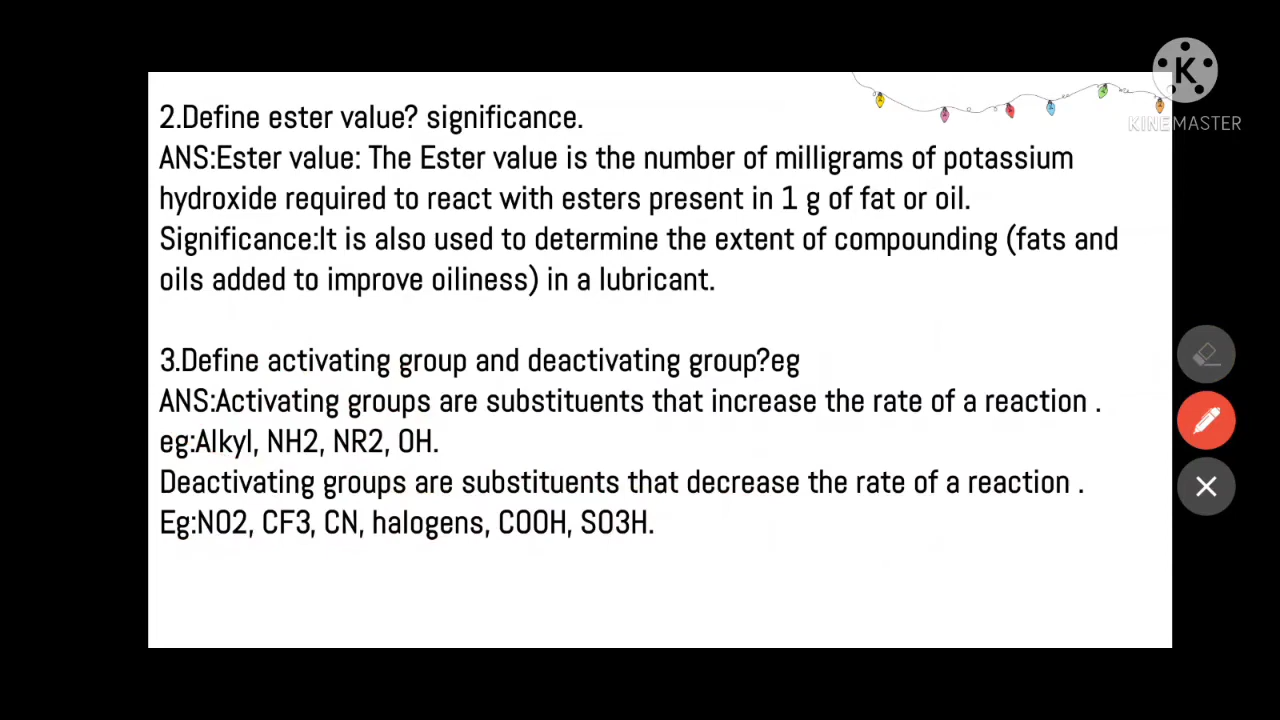 K
KINEMASTER
2.Define ester value? significance.
ANS:Ester value: The Ester value is the number of milligrams of potassium
hydroxide required to react with esters present in 1 g of fat or oil.
Significance:It is also used to determine the extent of compounding (fats and
oils added to improve oiliness) in a lubricant.
3.Define activating group and deactivating group?eg
ANS:Activating groups are substituents that increase the rate of a reaction .
eg:Alkyl, NH2, NR2, OH.
Deactivating groups are substituents that decrease the rate of a reaction .
Eg:NO2, CF3, CN, halogens, COOH, SO3H.